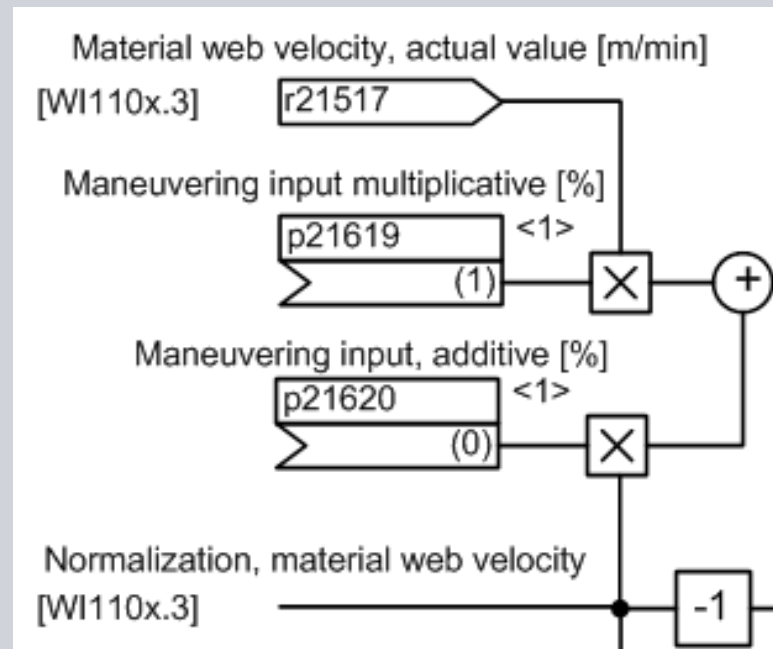 Material web velocity, actual value [m/min]
[WI110x.3]
r21517
Maneuvering input multiplicative [%]
p21619
<1>
(1)
×
+
Maneuvering input, additive [%]
p21620
<1>
(0)
×
Normalization, material web velocity
[WI110x.3]
-1